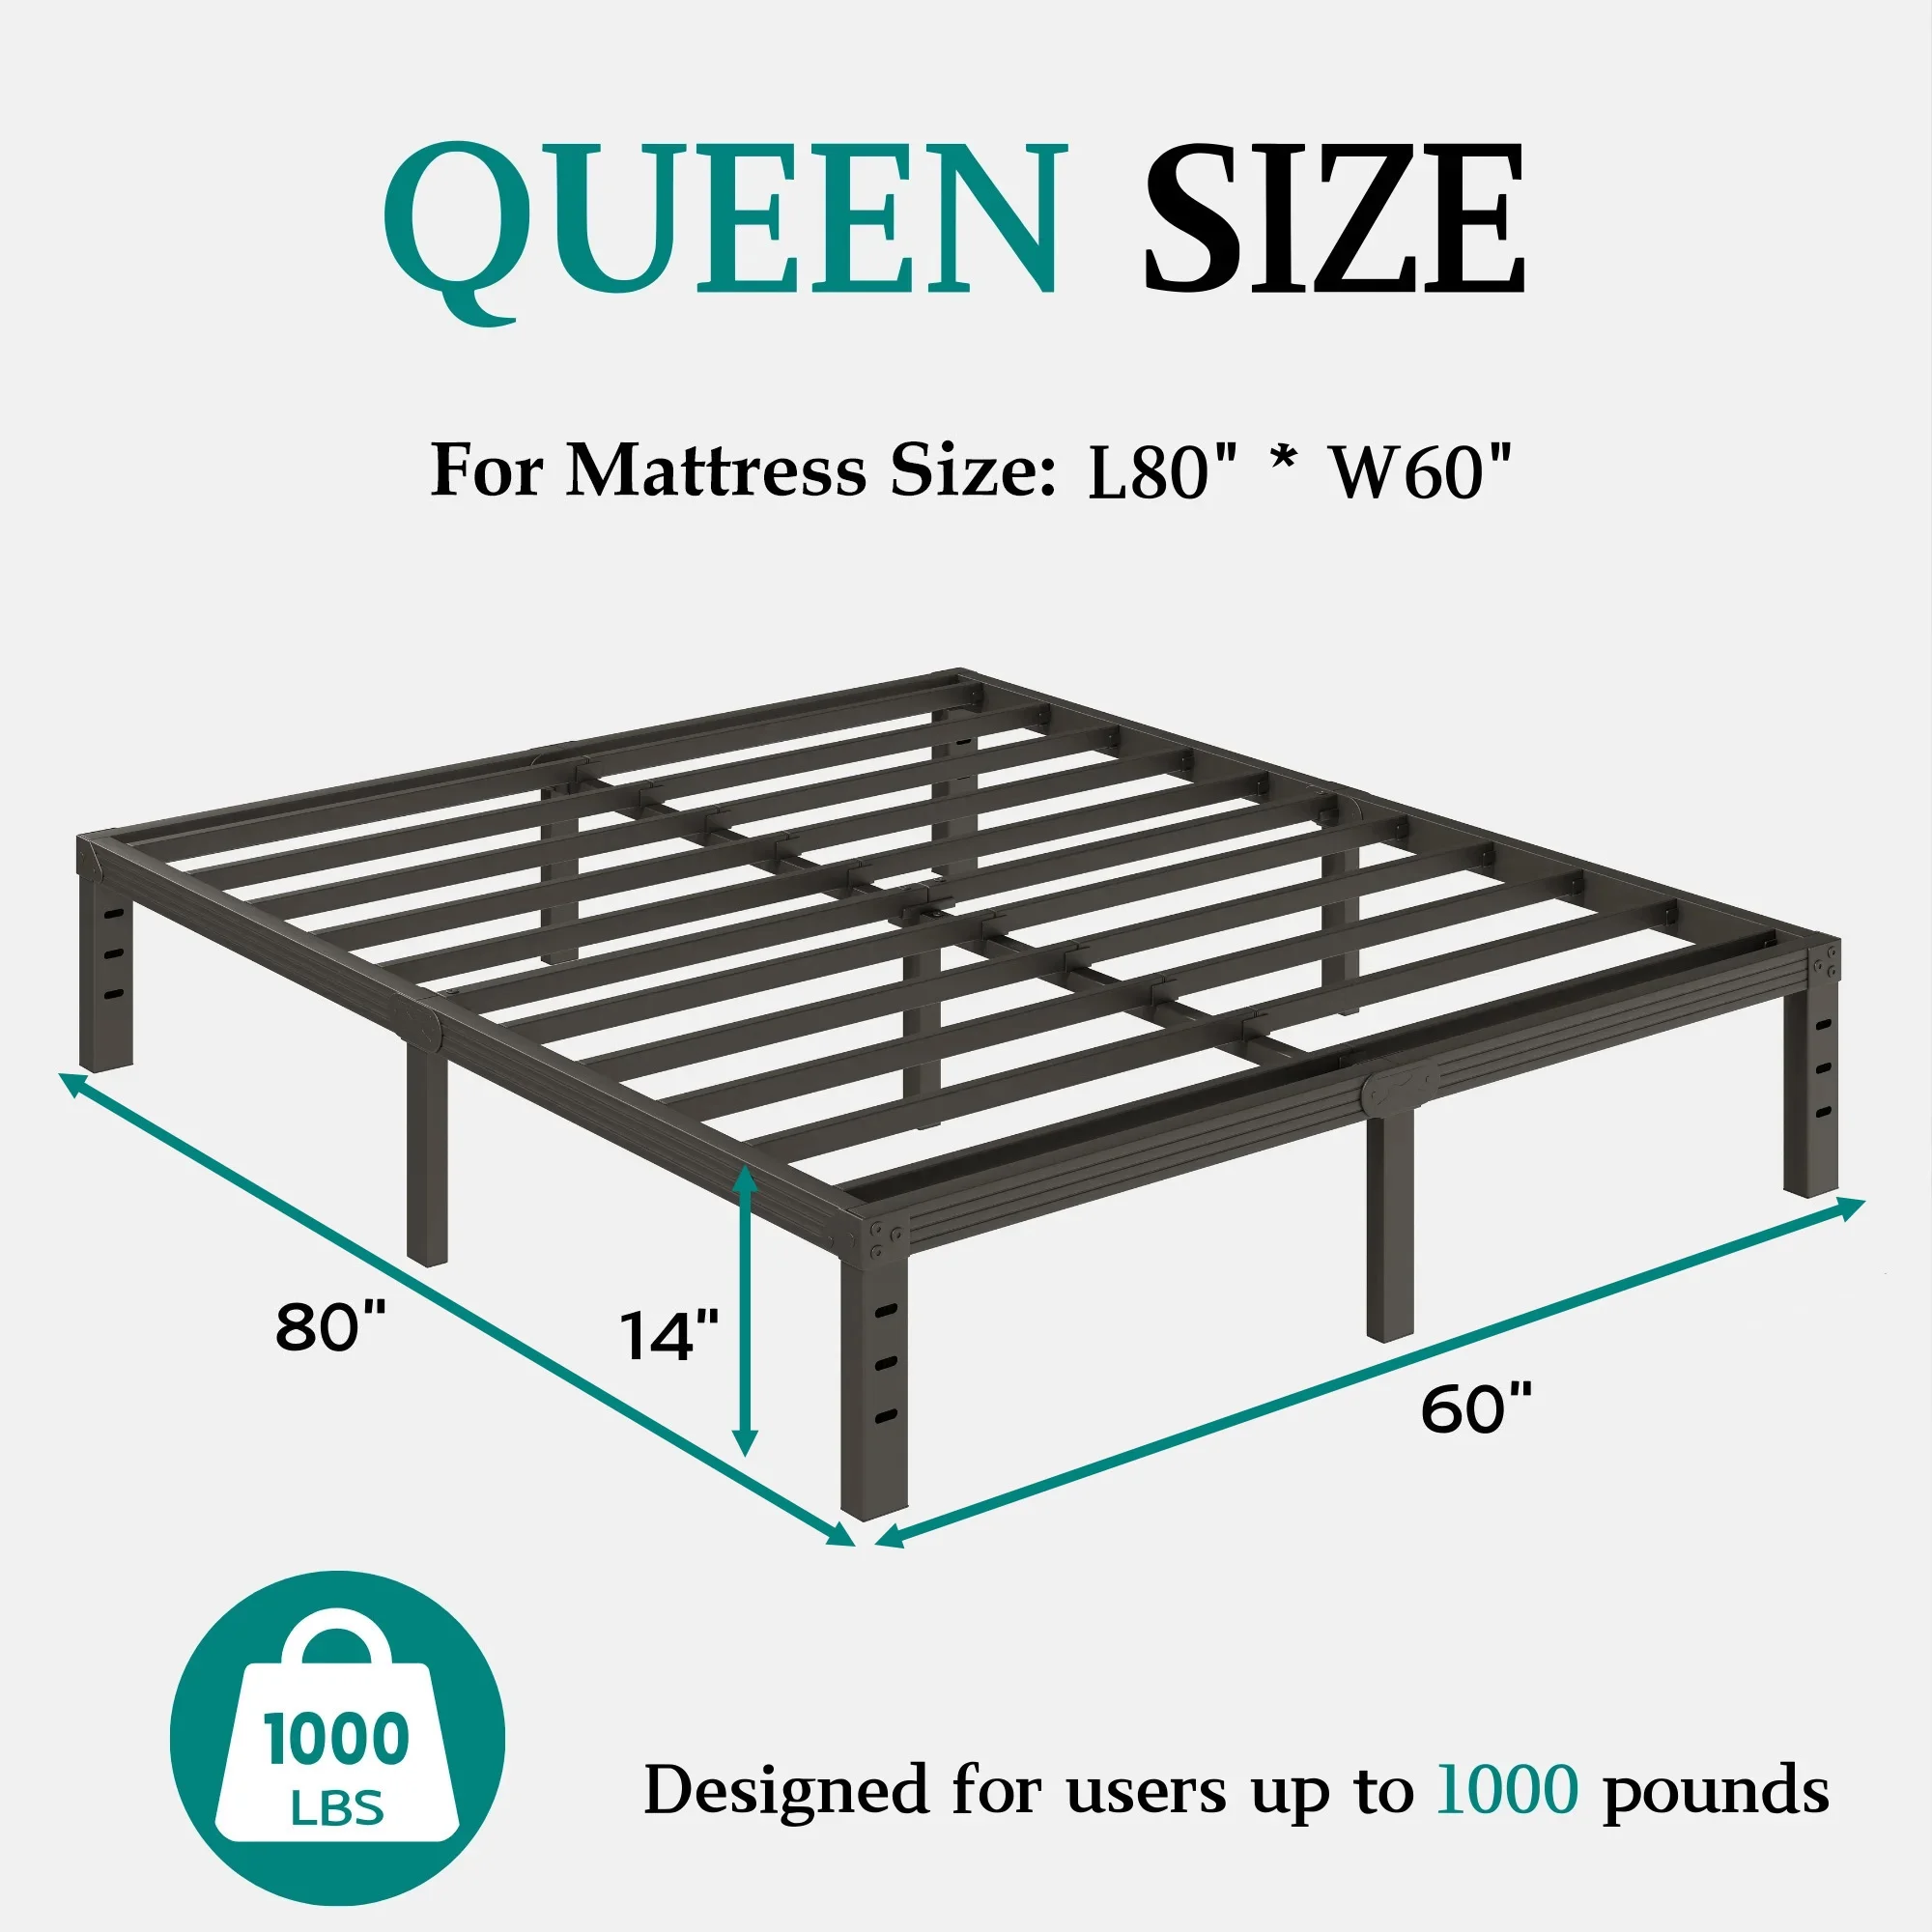 QUEEN SIZE
For Mattress Size: L80" * W60"
80"
14"
60"
1000
LBS
Designed for users up to 1000 pounds